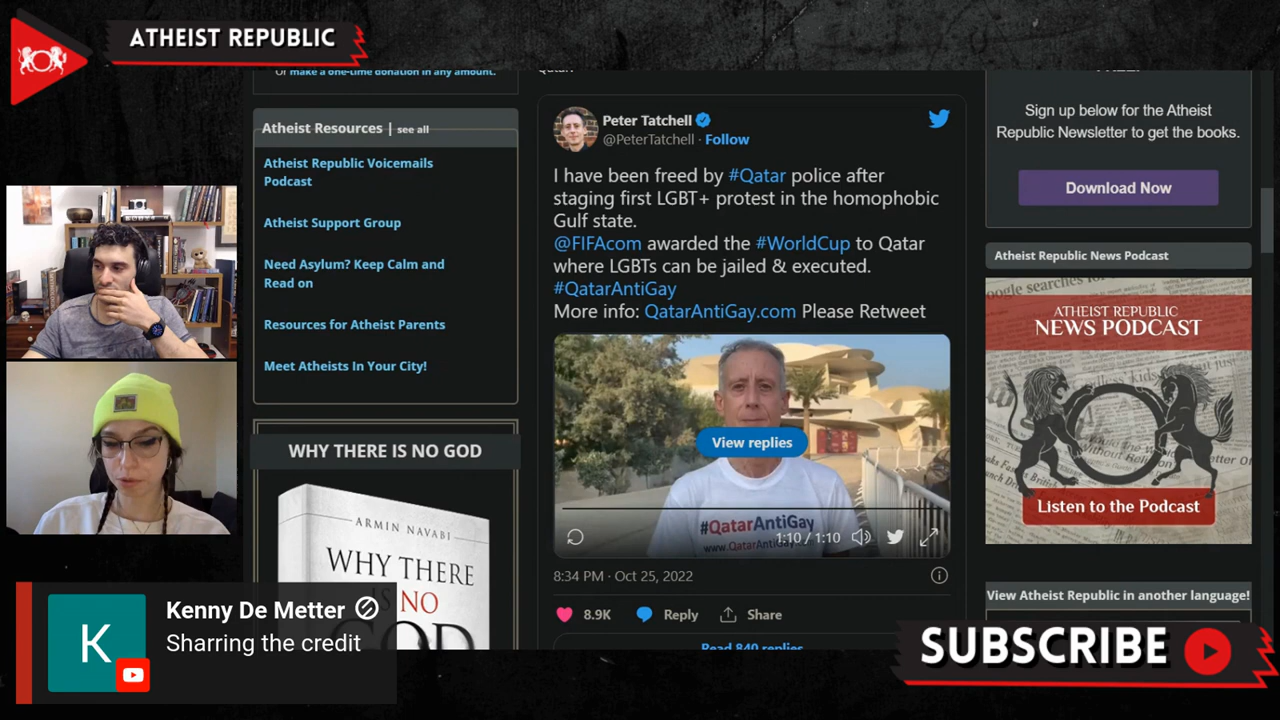 ATHEIST REPUBLIC
Or make a one-time donation in any amount.
Atheist Resources | see all
Atheist Republic Voicemails
Podcast
Atheist Support Group
Need Asylum? Keep Calm and
Read on
Resources for Atheist Parents
Meet Atheists In Your City!
WHY THERE IS NO GOD
ARMIN NAVABI
WHY THERE
IS NO
GOD
Peter Tatchell
@PeterTatchell · Follow
I have been freed by #Qatar police after
staging first LGBT+ protest in the homophobic
Gulf state.
@FIFAcom awarded the #WorldCup to Qatar
where LGBTs can be jailed & executed.
#QatarAntiGay
More info: QatarAntiGay.com Please Retweet
View replies
#QatarAntiGay
1:10 / 1:10
8:34 PM · Oct 25, 2022
8.9K
Reply
Share
Read 840 replies
Sign up below for the Atheist
Republic Newsletter to get the books.
Download Now
Atheist Republic News Podcast
ATHEIST REPUBLIC
NEWS PODCAST
Listen to the Podcast
View Atheist Republic in another language!
K
Kenny De Metter
Sharring the credit
SUBSCRIBE